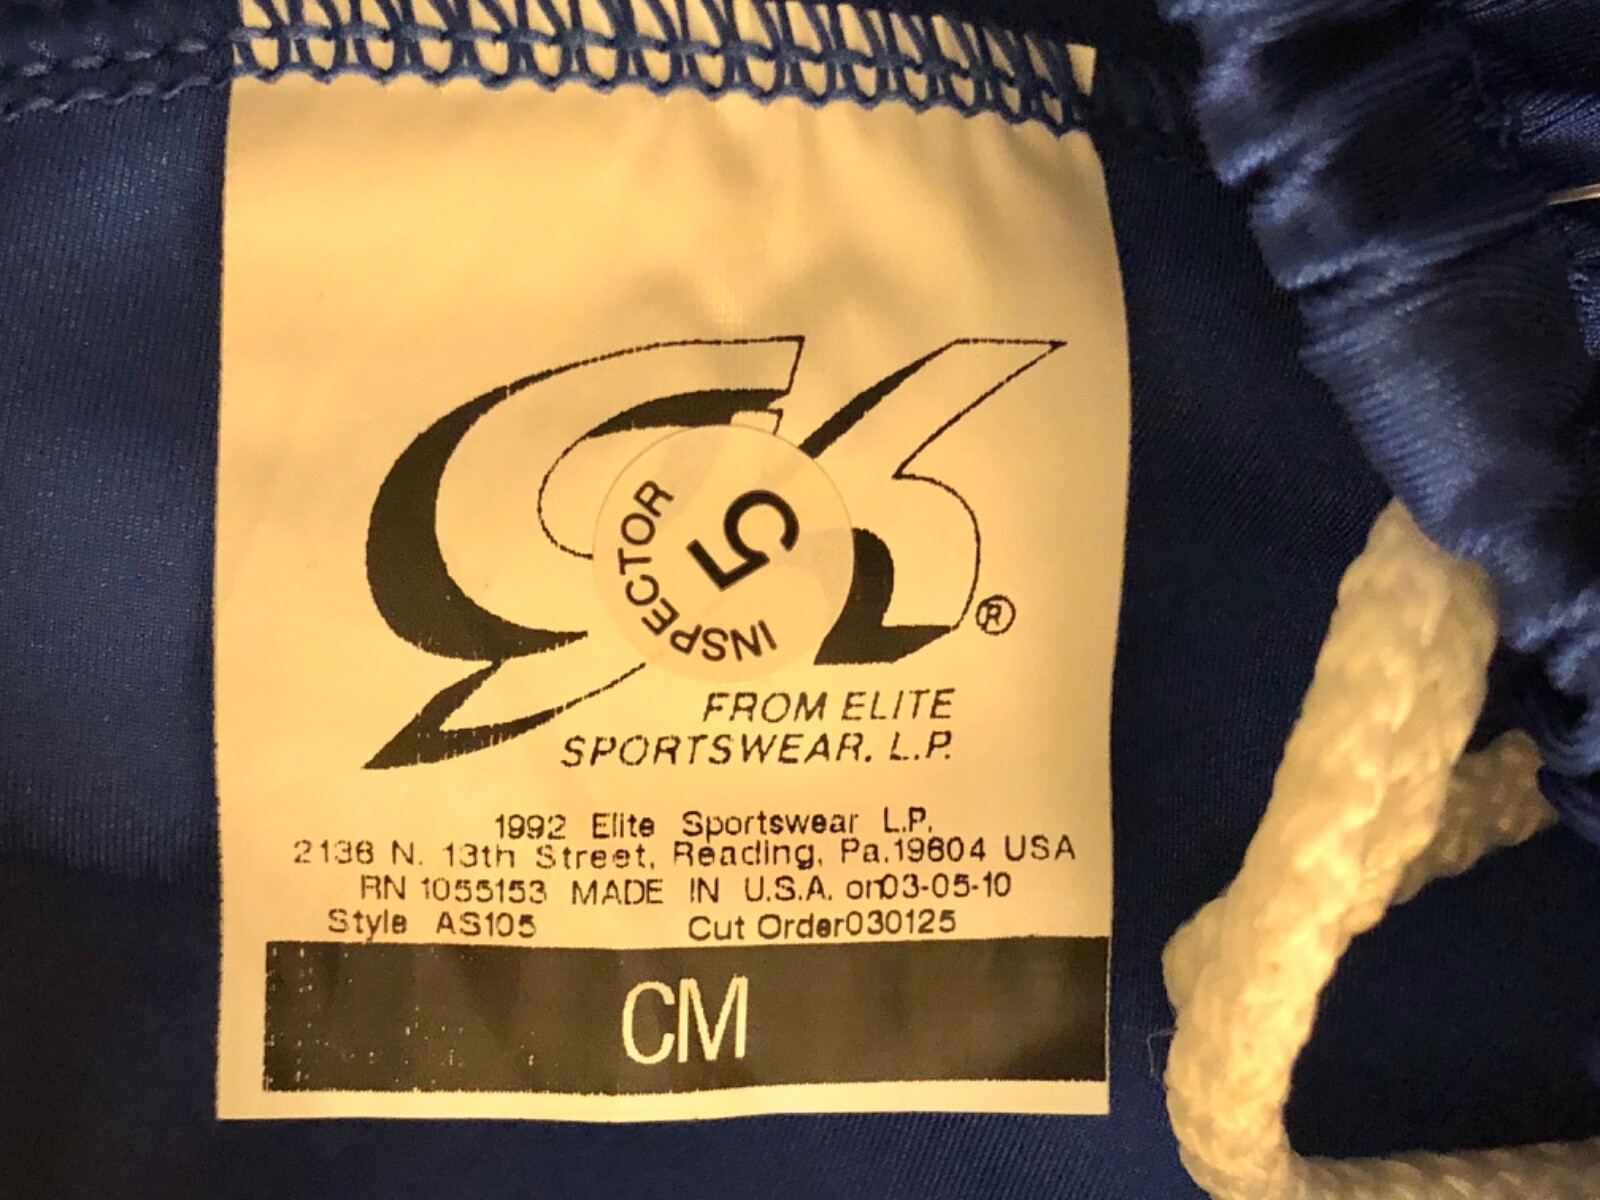 GK
INSPECTOR
5
®
FROM ELITE
SPORTSWEAR, L.P.
1992 Elite Sportswear L.P.
2136 N. 13th Street, Reading, Pa.19604 USA
RN 1055153 MADE IN U.S.A. on03-05-10
Style AS105 Cut Order030125
CM